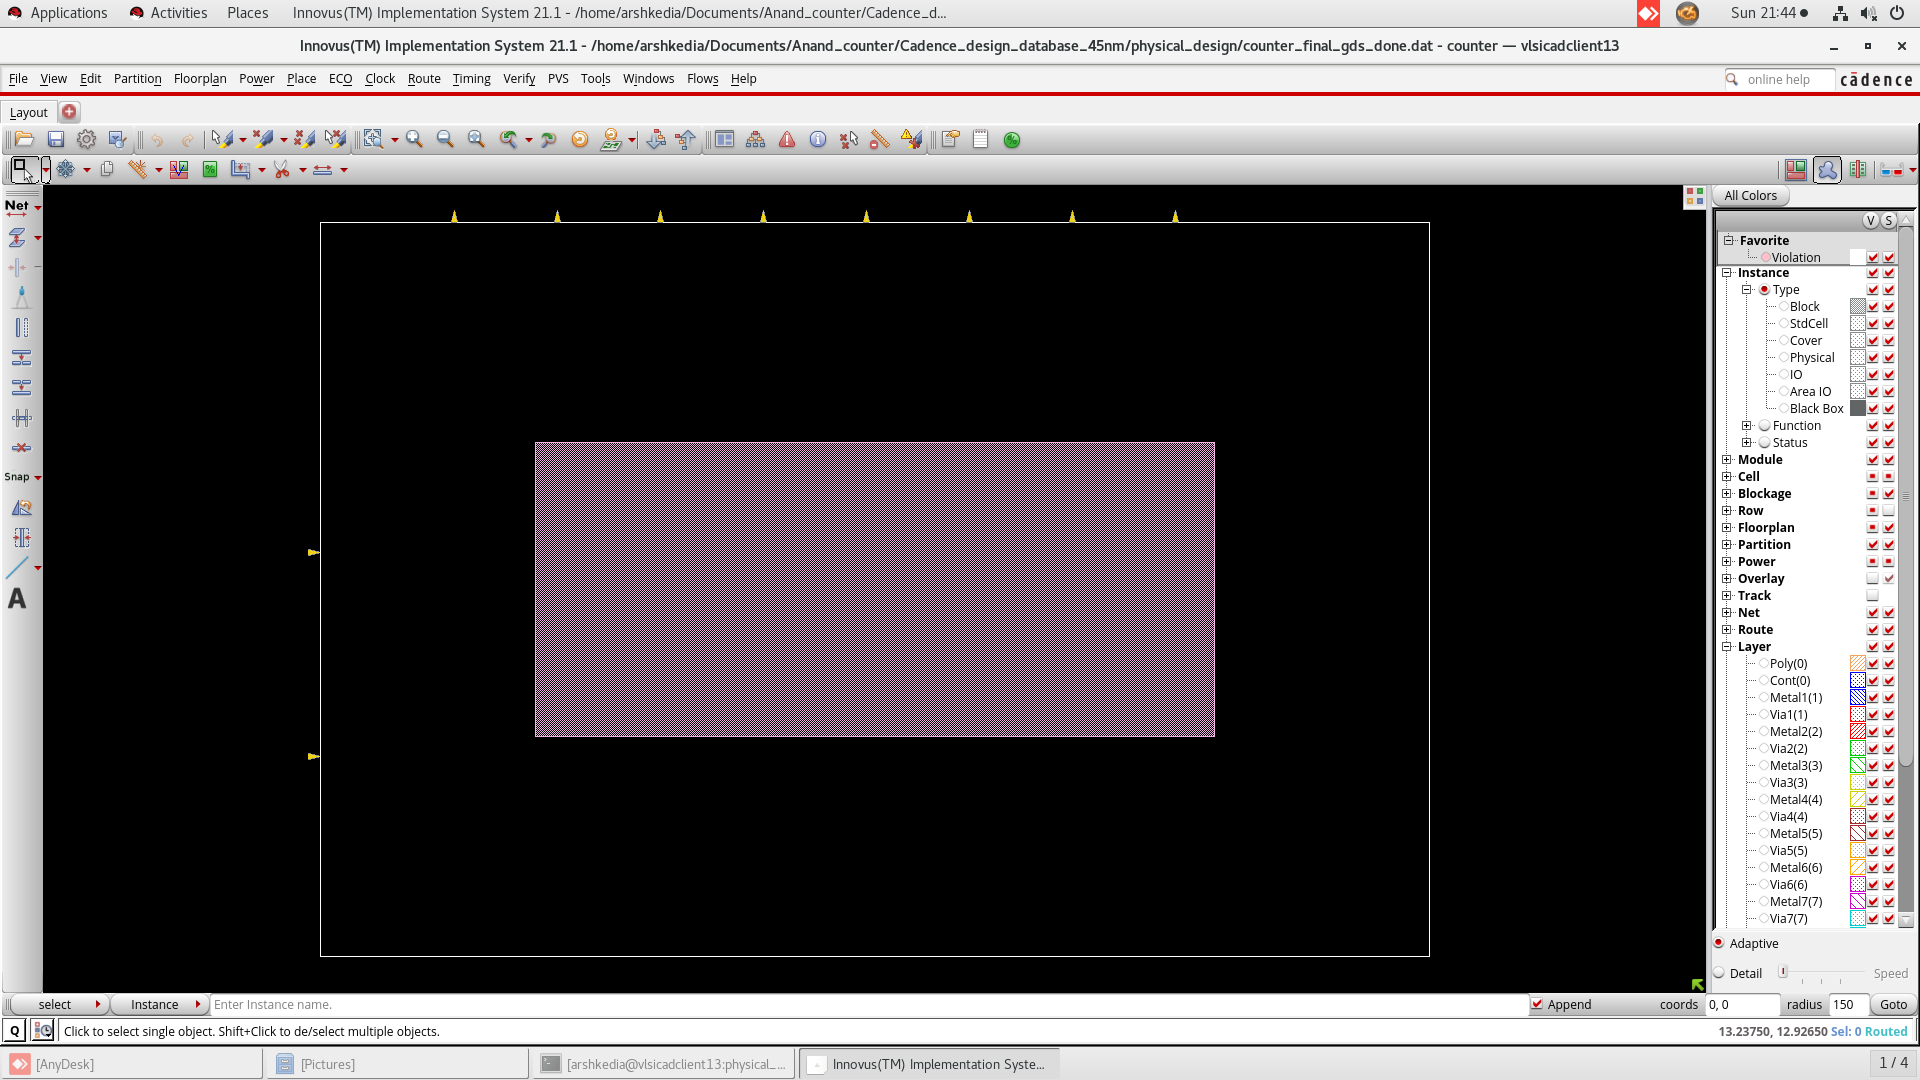 Applications Activities Places Innovus(TM) Implementation System 21.1 - /home/arshkedia/Documents/Anand_counter/Cadence_d... Sun 21:44
Innovus(TM) Implementation System 21.1 - /home/arshkedia/Documents/Anand_counter/Cadence_design_database_45nm/physical_design/counter_final_gds_done.dat - counter — vlsicadclient13
File View Edit Partition Floorplan Power Place ECO Clock Route Timing Verify PVS Tools Windows Flows Help online help cādence
Layout
Net
Snap
A
All Colors
V S
Favorite
Violation
Instance
Type
Block
StdCell
Cover
Physical
IO
Area IO
Black Box
Function
Status
Module
Cell
Blockage
Row
Floorplan
Partition
Power
Overlay
Track
Net
Route
Layer
Poly(0)
Cont(0)
Metal1(1)
Via1(1)
Metal2(2)
Via2(2)
Metal3(3)
Via3(3)
Metal4(4)
Via4(4)
Metal5(5)
Via5(5)
Metal6(6)
Via6(6)
Metal7(7)
Via7(7)
Adaptive
Detail Speed
select Instance Enter Instance name. Append coords 0, 0 radius 150 Goto
Q Click to select single object. Shift+Click to de/select multiple objects. 13.23750, 12.92650 Sel: 0 Routed
[AnyDesk] [Pictures] [arshkedia@vlsicadclient13:physical_... Innovus(TM) Implementation Syste... 1 / 4